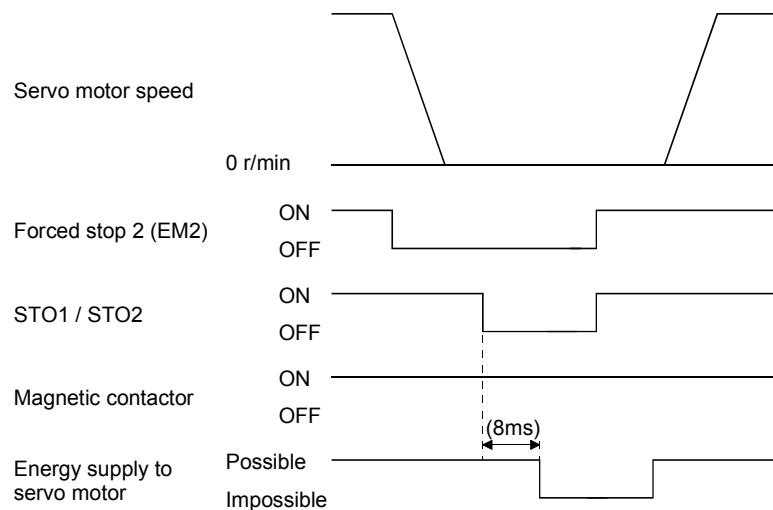 Servo motor speed
0 r/min
Forced stop 2 (EM2)
ON
OFF
STO1 / STO2
ON
OFF
Magnetic contactor
ON
OFF
(8ms)
Energy supply to
servo motor
Possible
Impossible